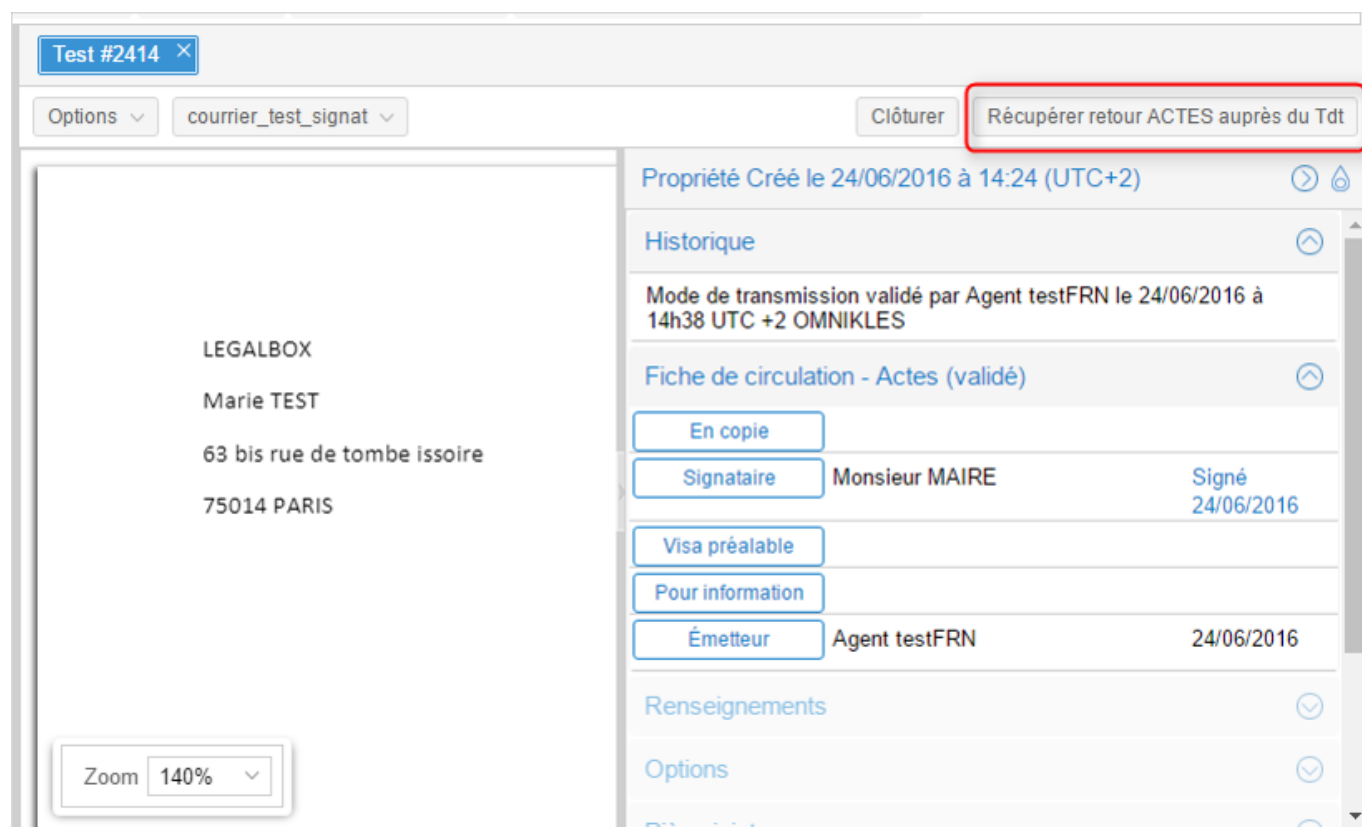 Test #2414 ×
Options
courrier_test_signat
Clôturer
Récupérer retour ACTES auprès du Tdt
LEGALBOX
Marie TEST
63 bis rue de tombe issoire
75014 PARIS
Zoom 140%
Propriété Créé le 24/06/2016 à 14:24 (UTC+2)
Historique
Mode de transmission validé par Agent testFRN le 24/06/2016 à
14h38 UTC +2 OMNIKLES
Fiche de circulation - Actes (validé)
En copie
Signataire Monsieur MAIRE Signé
24/06/2016
Visa préalable
Pour information
Émetteur Agent testFRN 24/06/2016
Renseignements
Options